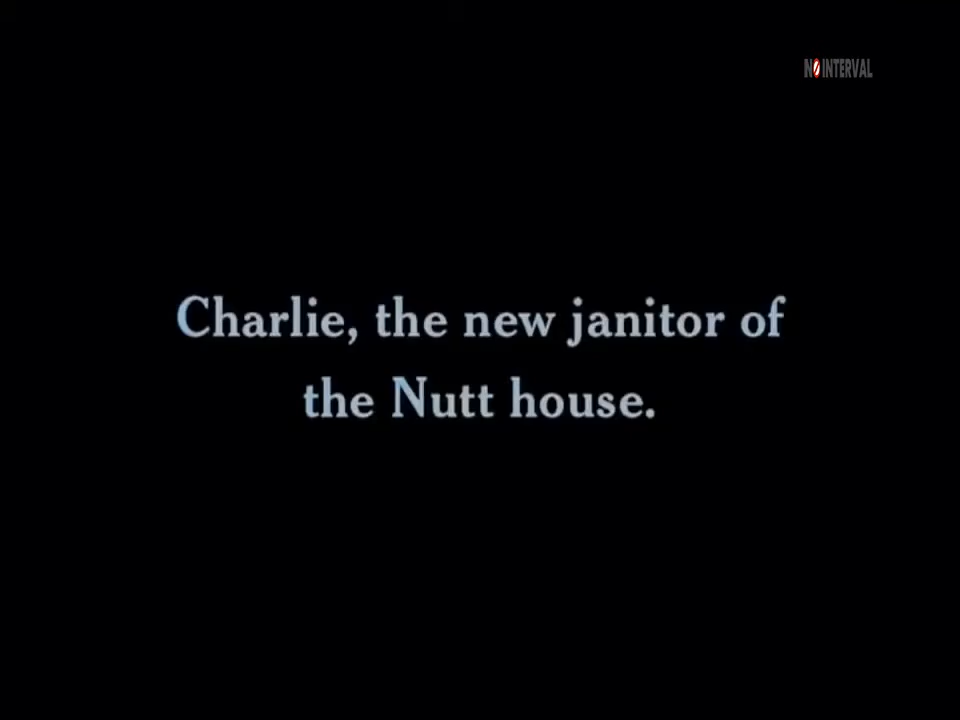 NOINTERVAL
Charlie, the new janitor of
the Nutt house.